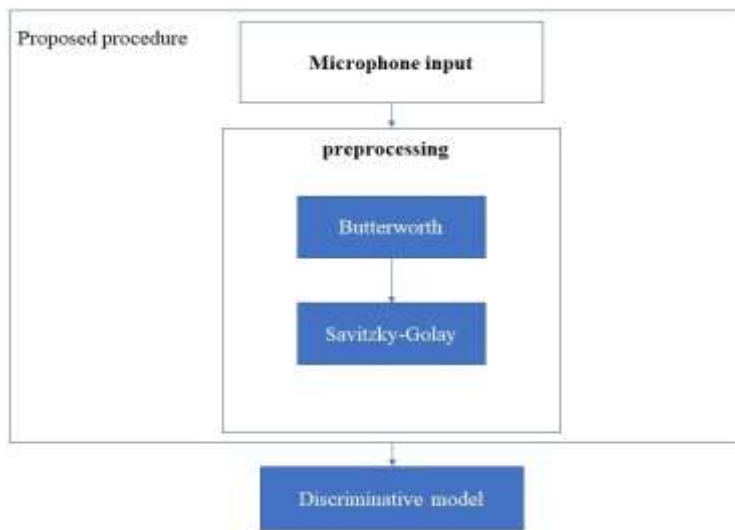 Proposed procedure
Microphone input
preprocessing
Butterworth
Savitzky-Golay
Discriminative model